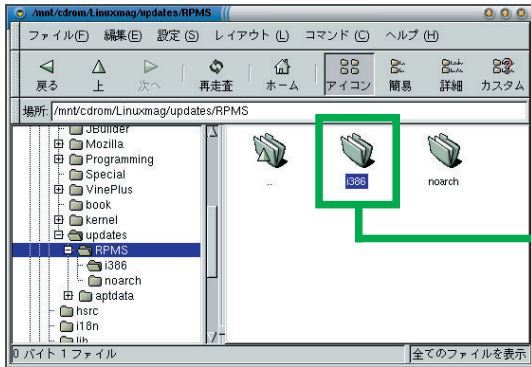 /mnt/cdrom/Linuxmag/updates/RPMS
ファイル(F) 編集(E) 設定 (S) レイアウト (L) コマンド (C) ヘルプ (H)
戻る 上 次へ 再走査 ホーム アイコン 簡易 詳細 カスタム
場所: /mnt/cdrom/Linuxmag/updates/RPMS
JBuilder
Mozilla
Programming
Special
VinePlus
book
kernel
updates
RPMS
i386
noarch
aptdata
hsrc
i18n
lib
..
i386
noarch
0 バイト 1 ファイル
全てのファイルを表示